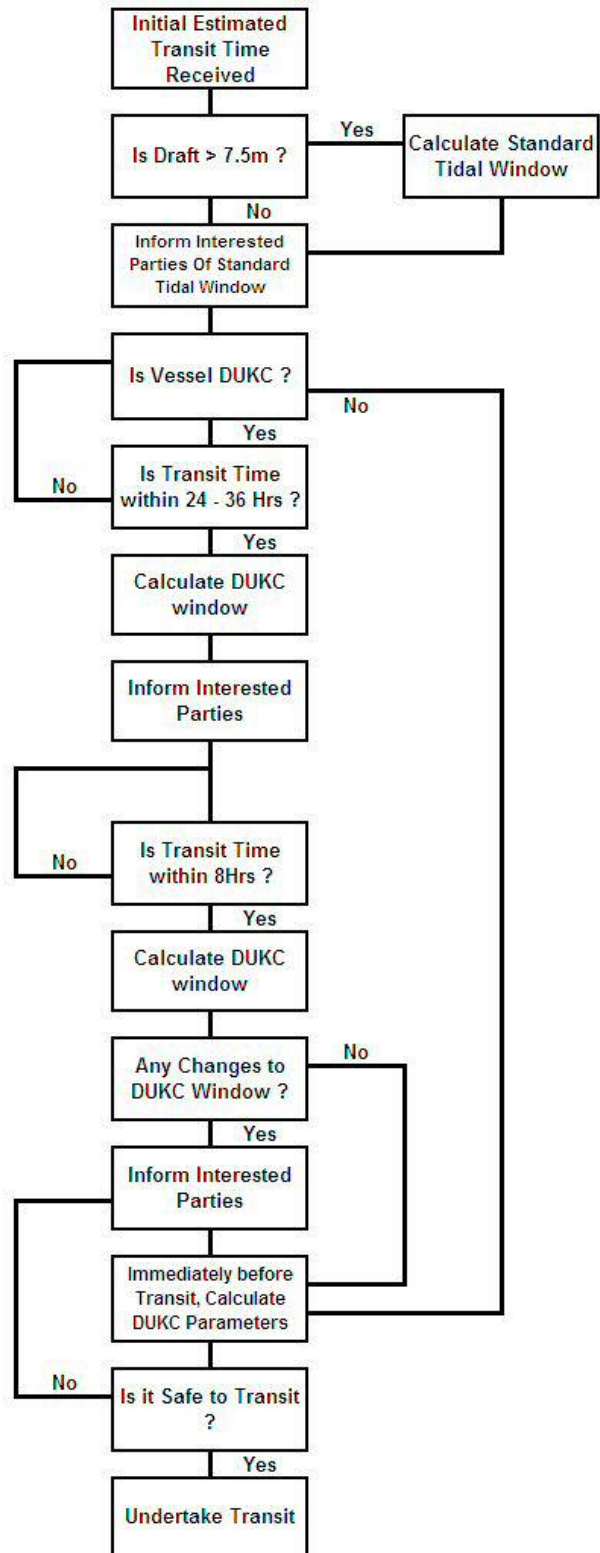 Initial Estimated
Transit Time
Received
Is Draft > 7.5m ?
Yes
Calculate Standard
Tidal Window
No
Inform Interested
Parties Of Standard
Tidal Window
Is Vessel DUKC ?
No
Yes
Is Transit Time
within 24 - 36 Hrs ?
No
Yes
Calculate DUKC
window
Inform Interested
Parties
Is Transit Time
within 8Hrs ?
No
Yes
Calculate DUKC
window
Any Changes to
DUKC Window ?
No
Yes
Inform Interested
Parties
Immediately before
Transit, Calculate
DUKC Parameters
No
Is it Safe to Transit
?
Yes
Undertake Transit